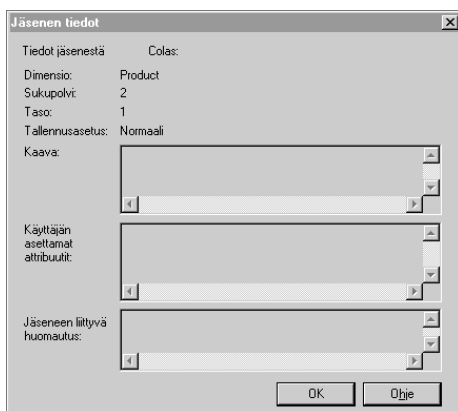 Jäsenen tiedot
Tiedot jäsenestä Colas:
Dimensio: Product
Sukupolvi: 2
Taso: 1
Tallennusasetus: Normaali
Kaava:
Käyttäjän
asettamat
attribuutit:
Jäseneen liittyvä
huomautus:
OK Ohje